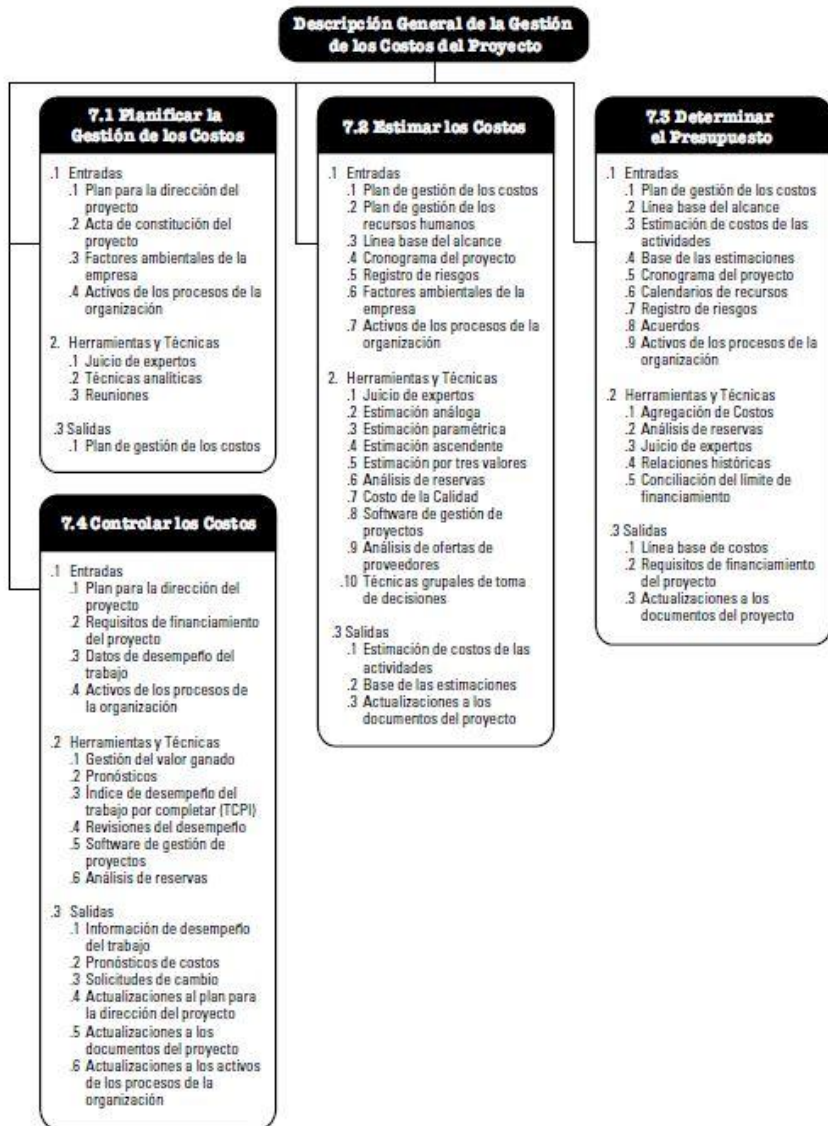 Descripción General de la Gestión
de los Costos del Proyecto
7.1 Planificar la
Gestión de los Costos
.1 Entradas
.1 Plan para la dirección del
proyecto
.2 Acta de constitución del
proyecto
.3 Factores ambientales de la
empresa
.4 Activos de los procesos de la
organización
2. Herramientas y Técnicas
.1 Juicio de expertos
.2 Técnicas analíticas
.3 Reuniones
.3 Salidas
.1 Plan de gestión de los costos
7.2 Estimar los Costos
.1 Entradas
.1 Plan de gestión de los costos
.2 Plan de gestión de los
recursos humanos
.3 Línea base del alcance
.4 Cronograma del proyecto
.5 Registro de riesgos
.6 Factores ambientales de la
empresa
.7 Activos de los procesos de la
organización
2. Herramientas y Técnicas
.1 Juicio de expertos
.2 Estimación análoga
.3 Estimación paramétrica
.4 Estimación ascendente
.5 Estimación por tres valores
.6 Análisis de reservas
.7 Costo de la Calidad
.8 Software de gestión de
proyectos
.9 Análisis de ofertas de
proveedores
.10 Técnicas grupales de toma
de decisiones
.3 Salidas
.1 Estimación de costos de las
actividades
.2 Base de las estimaciones
.3 Actualizaciones a los
documentos del proyecto
7.3 Determinar
el Presupuesto
.1 Entradas
.1 Plan de gestión de los costos
.2 Línea base del alcance
.3 Estimación de costos de las
actividades
.4 Base de las estimaciones
.5 Cronograma del proyecto
.6 Calendarios de recursos
.7 Registro de riesgos
.8 Acuerdos
.9 Activos de los procesos de la
organización
.2 Herramientas y Técnicas
.1 Agregación de Costos
.2 Análisis de reservas
.3 Juicio de expertos
.4 Relaciones históricas
.5 Conciliación del límite de
financiamiento
.3 Salidas
.1 Línea base de costos
.2 Requisitos de financiamiento
del proyecto
.3 Actualizaciones a los
documentos del proyecto
7.4 Controlar los Costos
.1 Entradas
.1 Plan para la dirección del
proyecto
.2 Requisitos de financiamiento
del proyecto
.3 Datos de desempeño del
trabajo
.4 Activos de los procesos de
la organización
.2 Herramientas y Técnicas
.1 Gestión del valor ganado
.2 Pronósticos
.3 Índice de desempeño del
trabajo por completar (TCPI)
.4 Revisiones del desempeño
.5 Software de gestión de
proyectos
.6 Análisis de reservas
.3 Salidas
.1 Información de desempeño
del trabajo
.2 Pronósticos de costos
.3 Solicitudes de cambio
.4 Actualizaciones al plan para
la dirección del proyecto
.5 Actualizaciones a los
documentos del proyecto
.6 Actualizaciones a los activos
de los procesos de la
organización